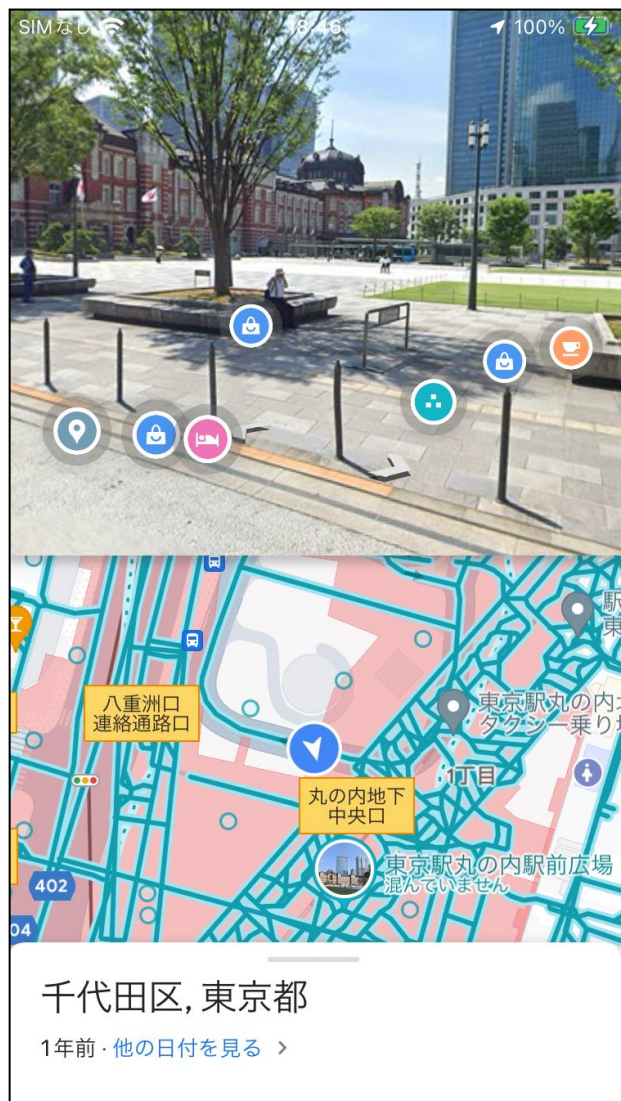 SIMなし
18:46
100%
八重洲口
連絡通路口
東京駅丸の内
タクシー乗り
1丁目
丸の内地下
中央口
東京駅丸の内駅前広場
混んでいません
402
04
千代田区, 東京都
1年前 · 他の日付を見る